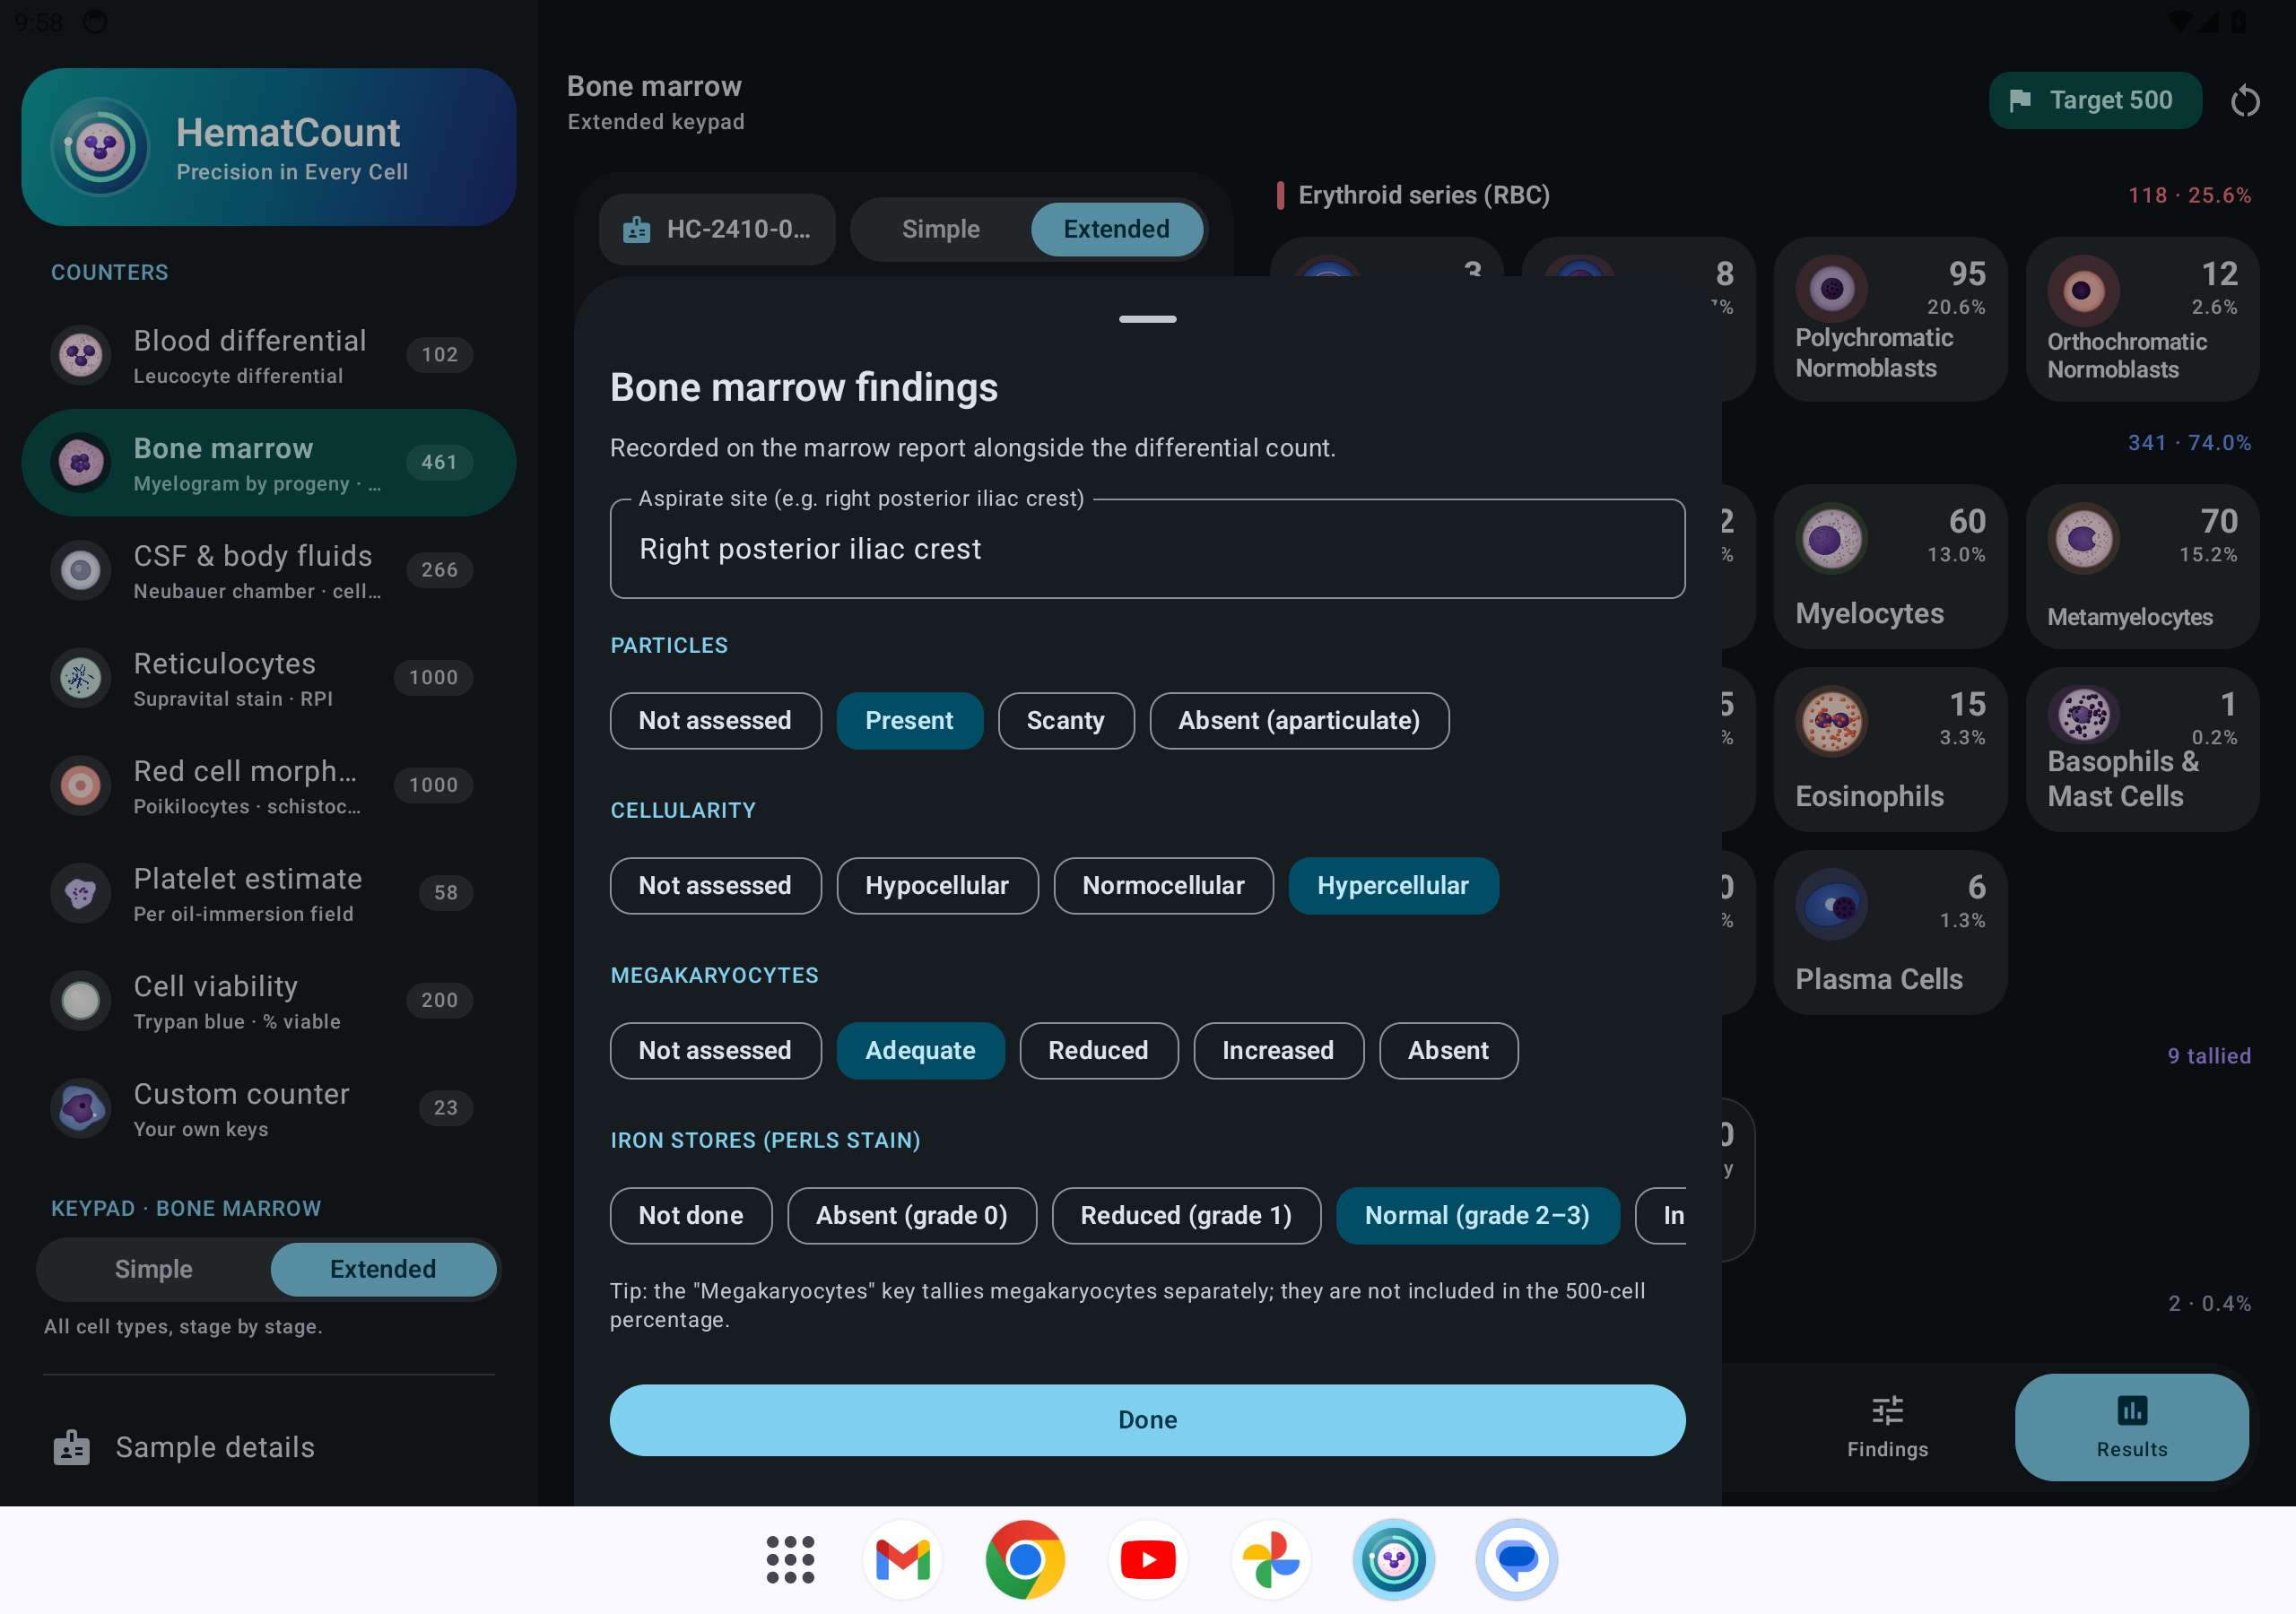 9:58
HematCount
Precision in Every Cell
COUNTERS
Blood differential
Leucocyte differential
102
Bone marrow
Myelogram by progeny · …
461
CSF & body fluids
Neubauer chamber · cell…
266
Reticulocytes
Supravital stain · RPI
1000
Red cell morph…
Poikilocytes · schistoc…
1000
Platelet estimate
Per oil-immersion field
58
Cell viability
Trypan blue · % viable
200
Custom counter
Your own keys
23
KEYPAD · BONE MARROW
Simple
Extended
All cell types, stage by stage.
Sample details
Bone marrow
Extended keypad
Target 500
HC-2410-0…
Simple
Extended
Erythroid series (RBC)
118 · 25.6%
3
8
%
95
20.6%
Polychromatic
Normoblasts
12
2.6%
Orthochromatic
Normoblasts
341 · 74.0%
2
%
60
13.0%
Myelocytes
70
15.2%
Metamyelocytes
5
%
15
3.3%
Eosinophils
1
0.2%
Basophils &
Mast Cells
0
%
6
1.3%
Plasma Cells
9 tallied
0
y
2 · 0.4%
Findings
Results
Bone marrow findings
Recorded on the marrow report alongside the differential count.
Aspirate site (e.g. right posterior iliac crest)
Right posterior iliac crest
PARTICLES
Not assessed
Present
Scanty
Absent (aparticulate)
CELLULARITY
Not assessed
Hypocellular
Normocellular
Hypercellular
MEGAKARYOCYTES
Not assessed
Adequate
Reduced
Increased
Absent
IRON STORES (PERLS STAIN)
Not done
Absent (grade 0)
Reduced (grade 1)
Normal (grade 2–3)
In
Tip: the "Megakaryocytes" key tallies megakaryocytes separately; they are not included in the 500-cell
percentage.
Done